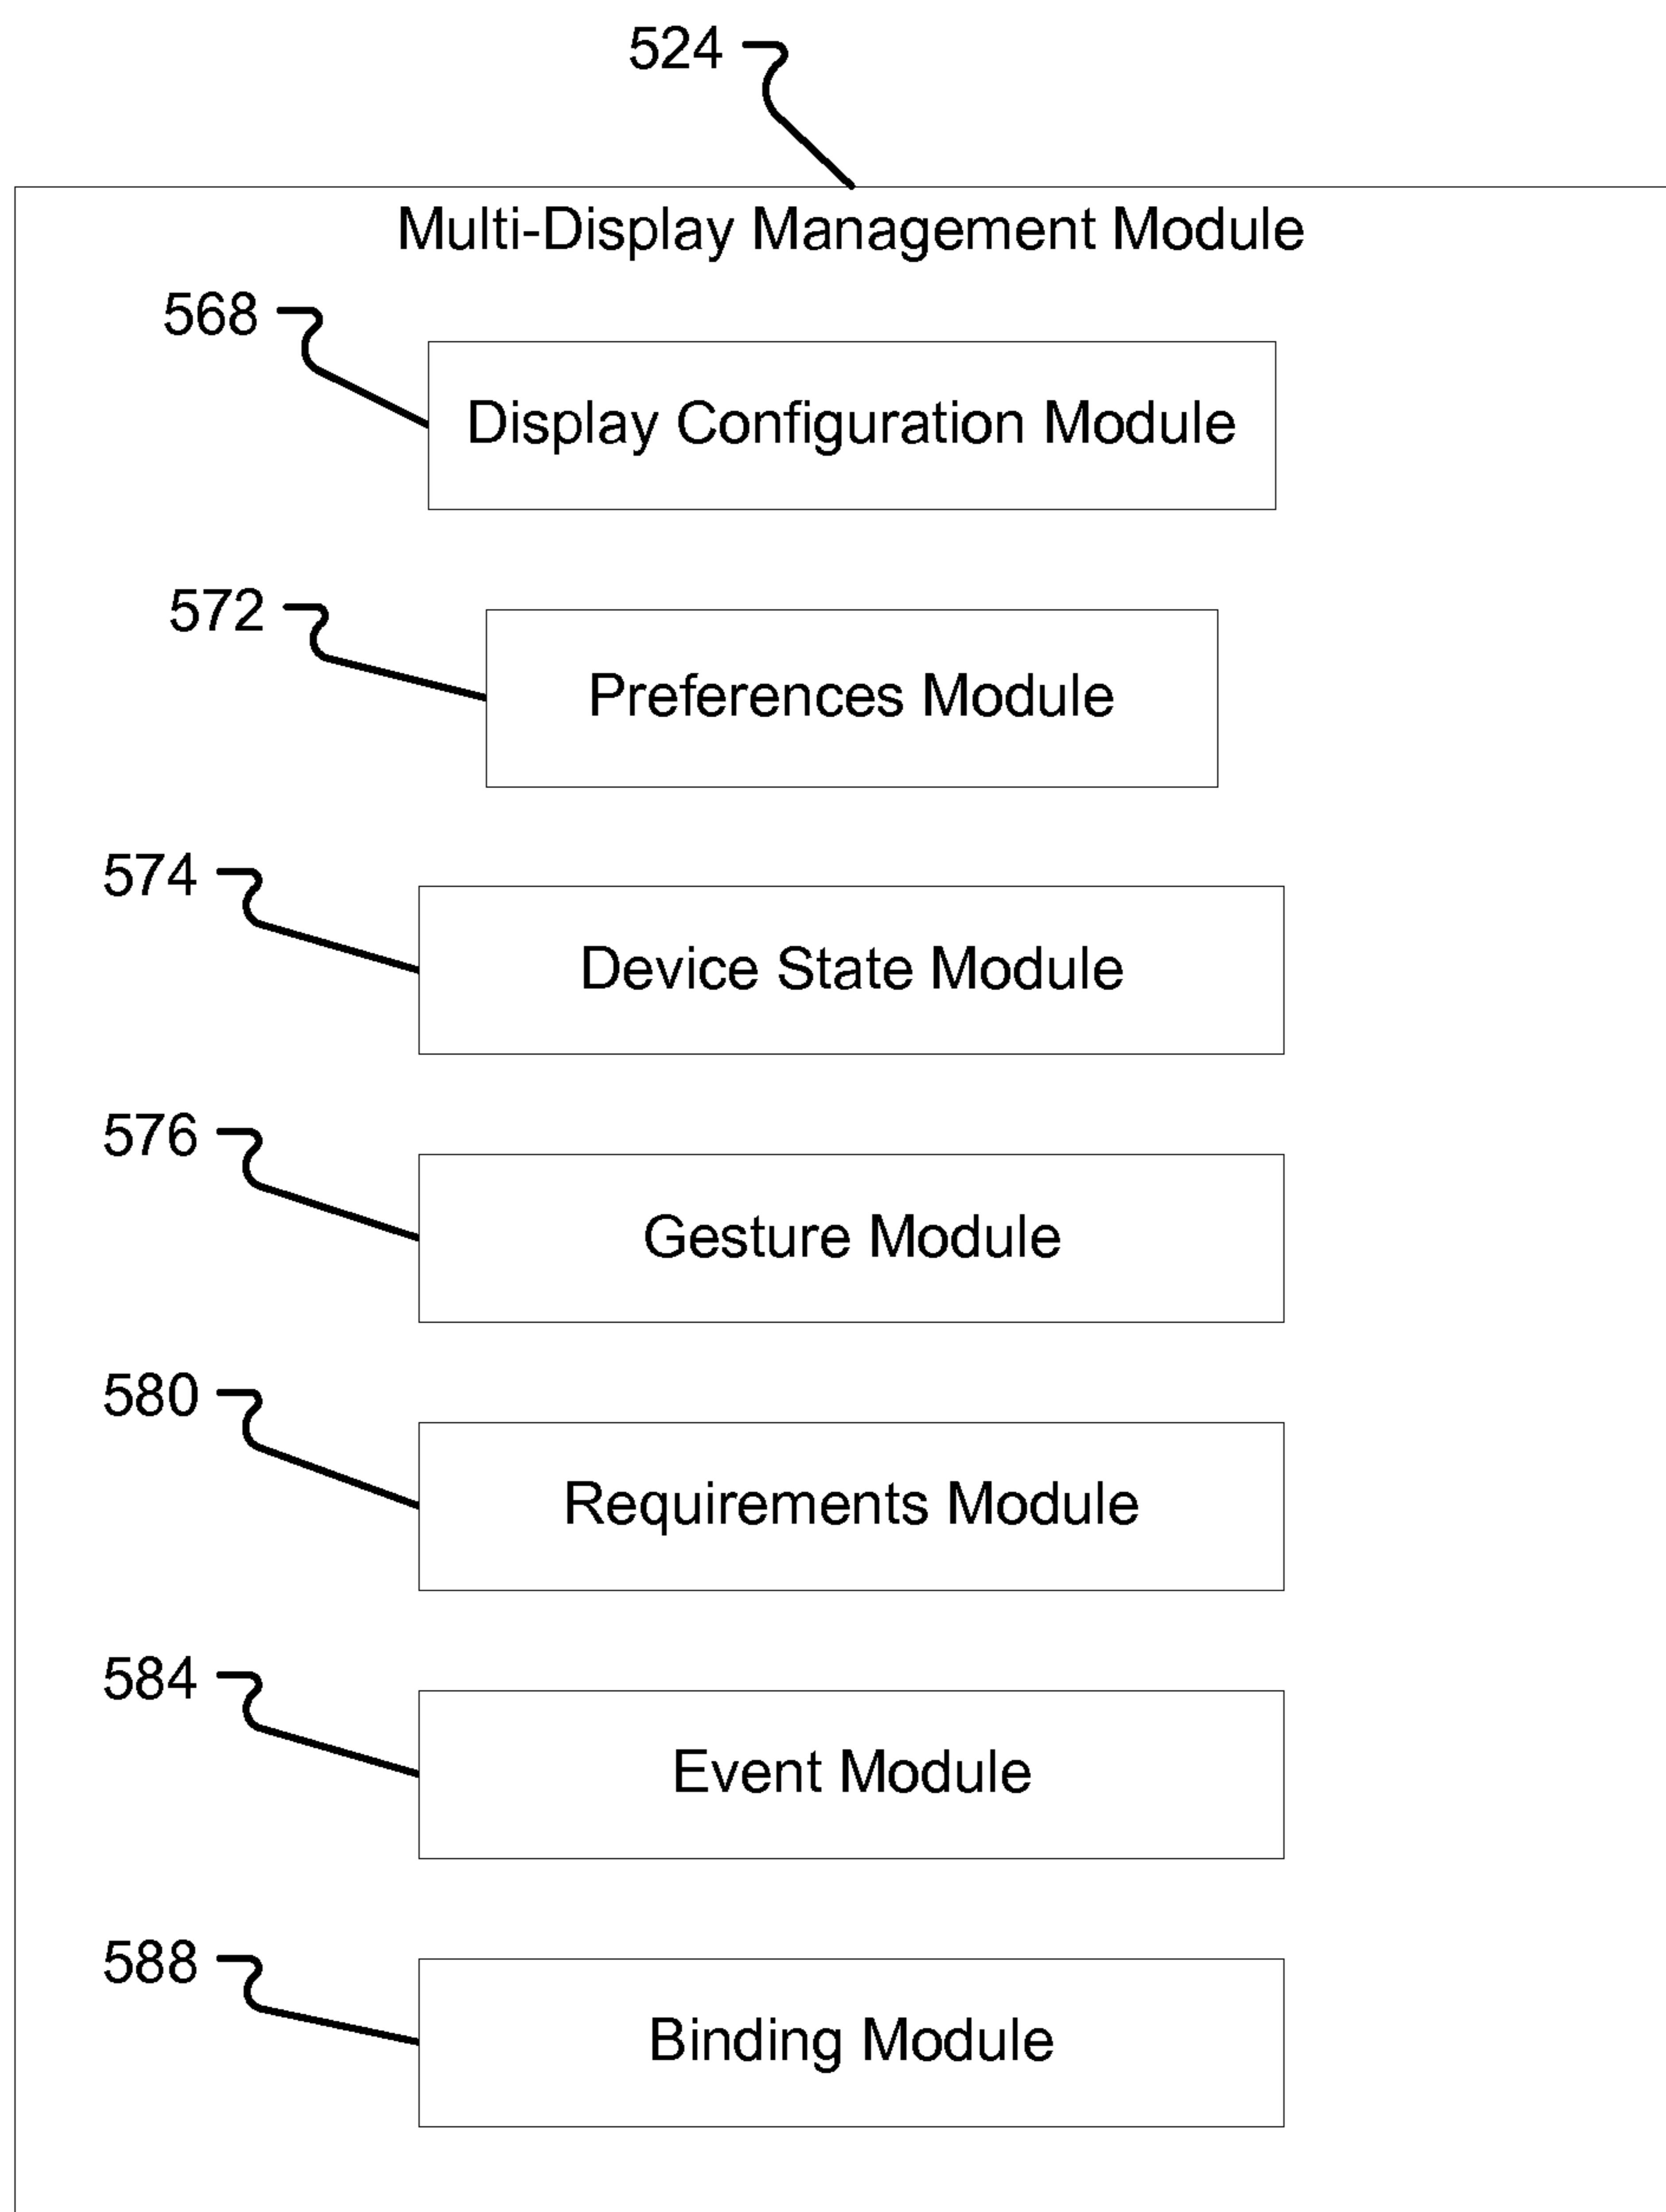 524
Multi-Display Management Module
568
Display Configuration Module
572
Preferences Module
574
Device State Module
576
Gesture Module
580
Requirements Module
584
Event Module
588
Binding Module